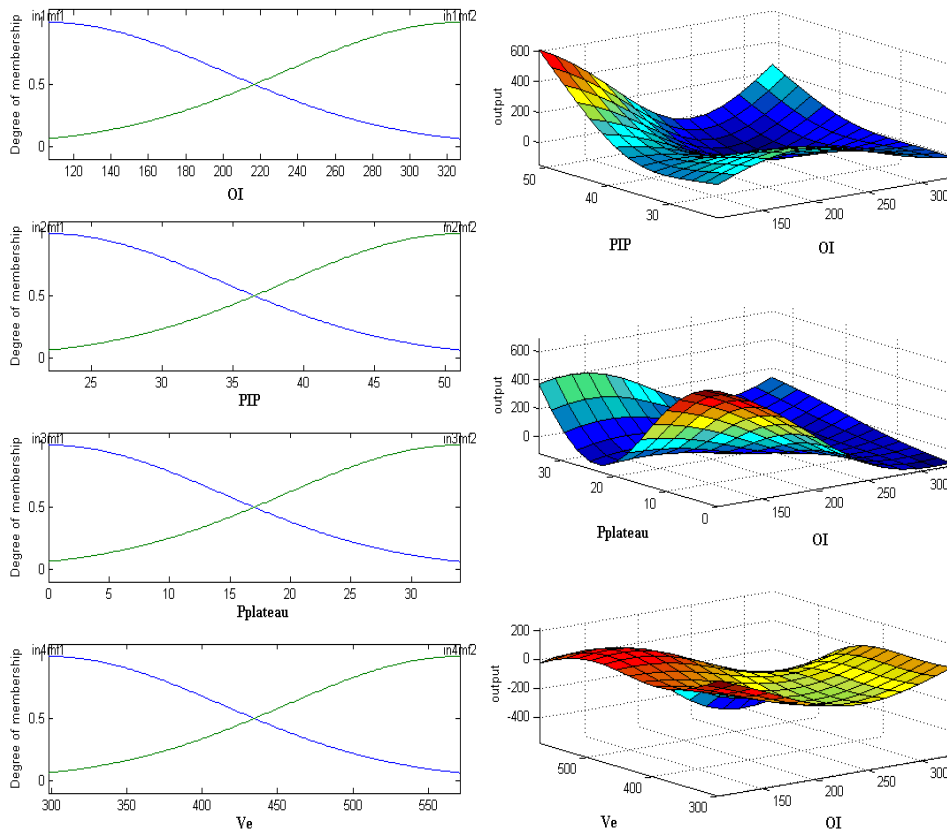 in1mf1 in1mf2
Degree of membership
1
0.5
0
120 140 160 180 200 220 240 260 280 300 320
OI
in2mf1 in2mf2
Degree of membership
1
0.5
0
25 30 35 40 45 50
PIP
in3mf1 in3mf2
Degree of membership
1
0.5
0
0 5 10 15 20 25 30
Pplateau
in4mf1 in4mf2
Degree of membership
1
0.5
0
300 350 400 450 500 550
Ve
output
600
400
200
0
50 40 30
PIP
150 200 250 300
OI
output
600
400
200
0
30 20 10 0
Pplateau
150 200 250 300
OI
output
200
0
-200
-400
500 400 300
Ve
150 200 250 300
OI